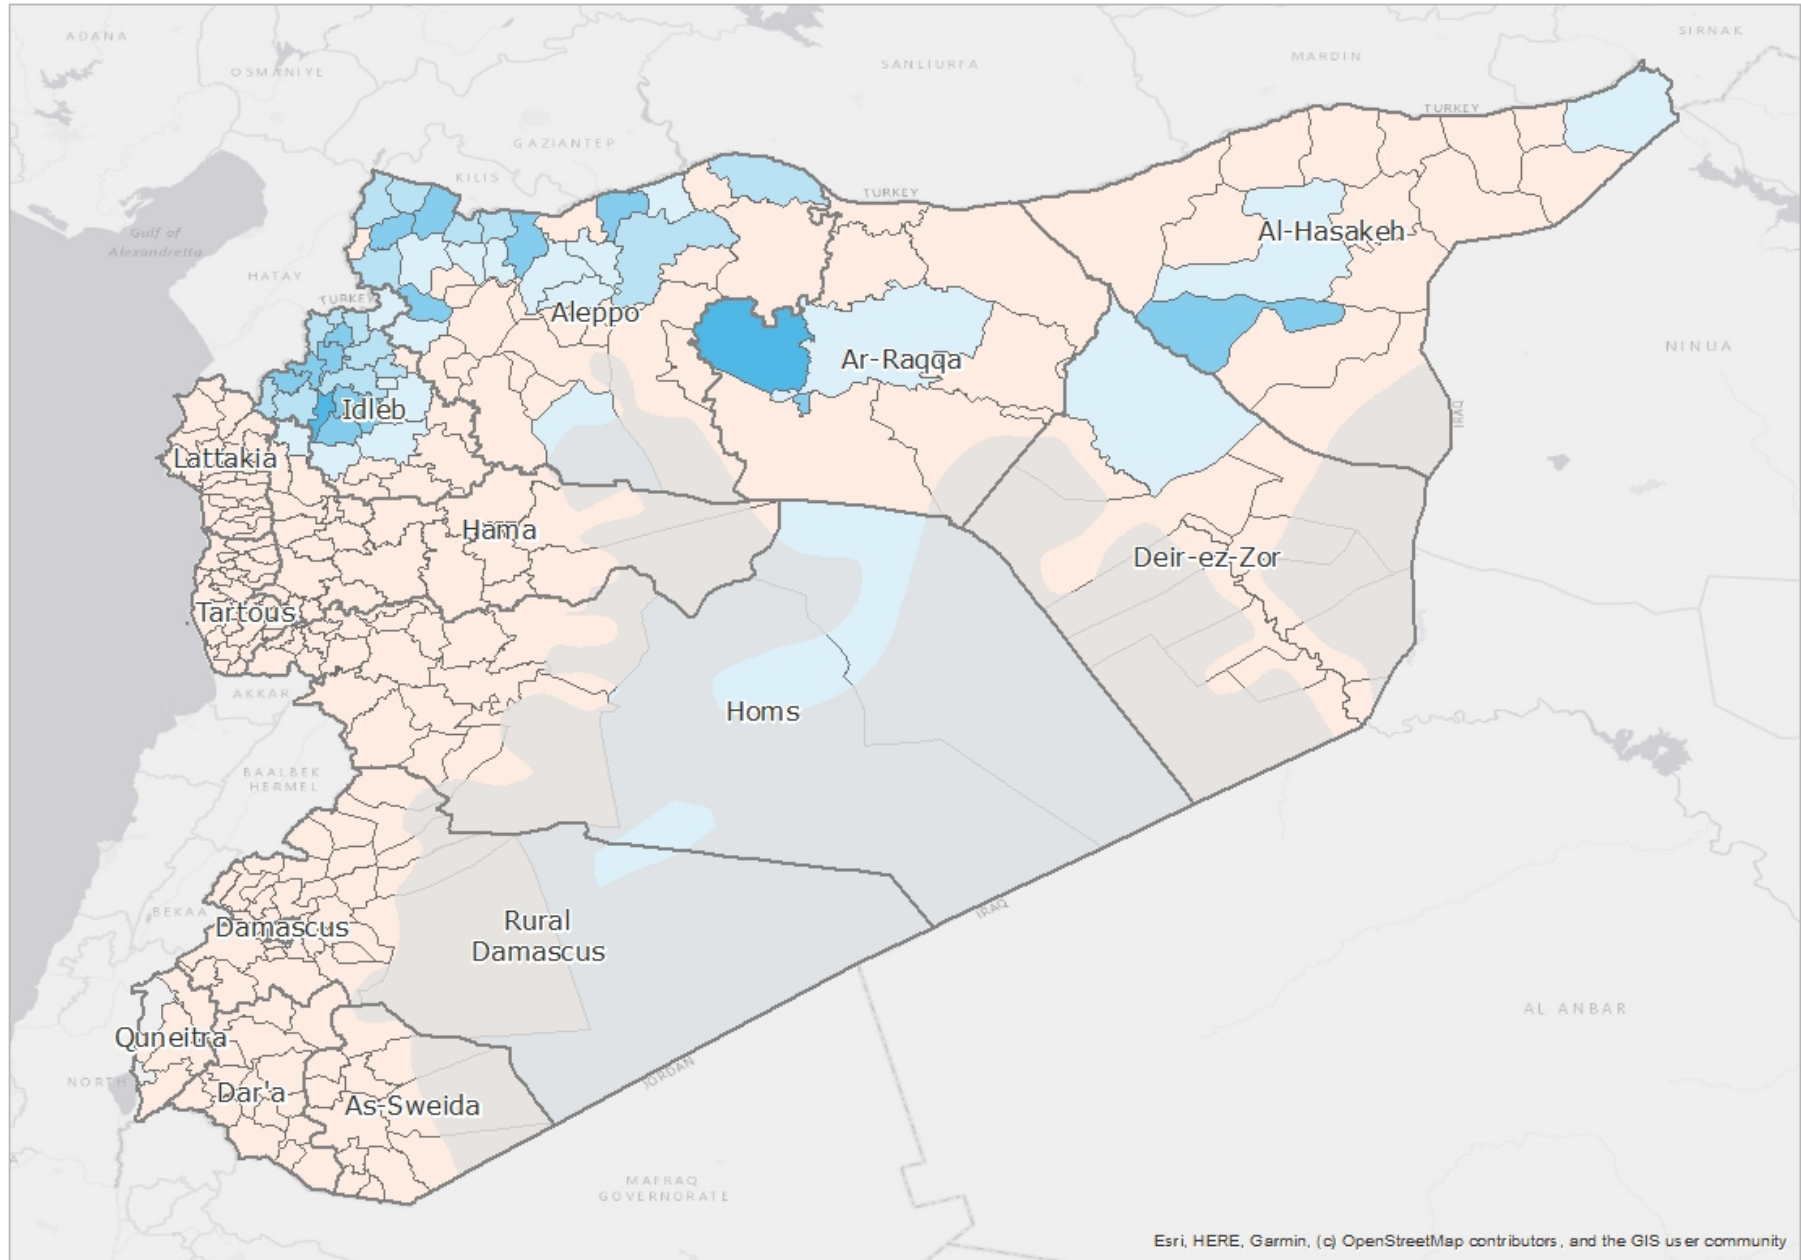 ADANA
SIRNAK
OSMANIYE
SANLIURFA
MARDIN
TURKEY
GAZIANTEP
KILIS
TURKEY
Gulf of
Alexandretta
Al-Hasakeh
HATAY
TURKEY
Aleppo
NINUA
Ar-Raqqa
Idleb
IRAQ
Lattakia
Hama
Deir-ez-Zor
Tartous
AKKAR
Homs
BAALBEK
HERMEL
BEKAA
Damascus
Rural
Damascus
IRAQ
AL ANBAR
Quneitra
NORTH
JORDAN
Dar'a
As-Sweida
MAFRAQ
GOVERNORATE
Esri, HERE, Garmin, (c) OpenStreetMap contributors, and the GIS user community